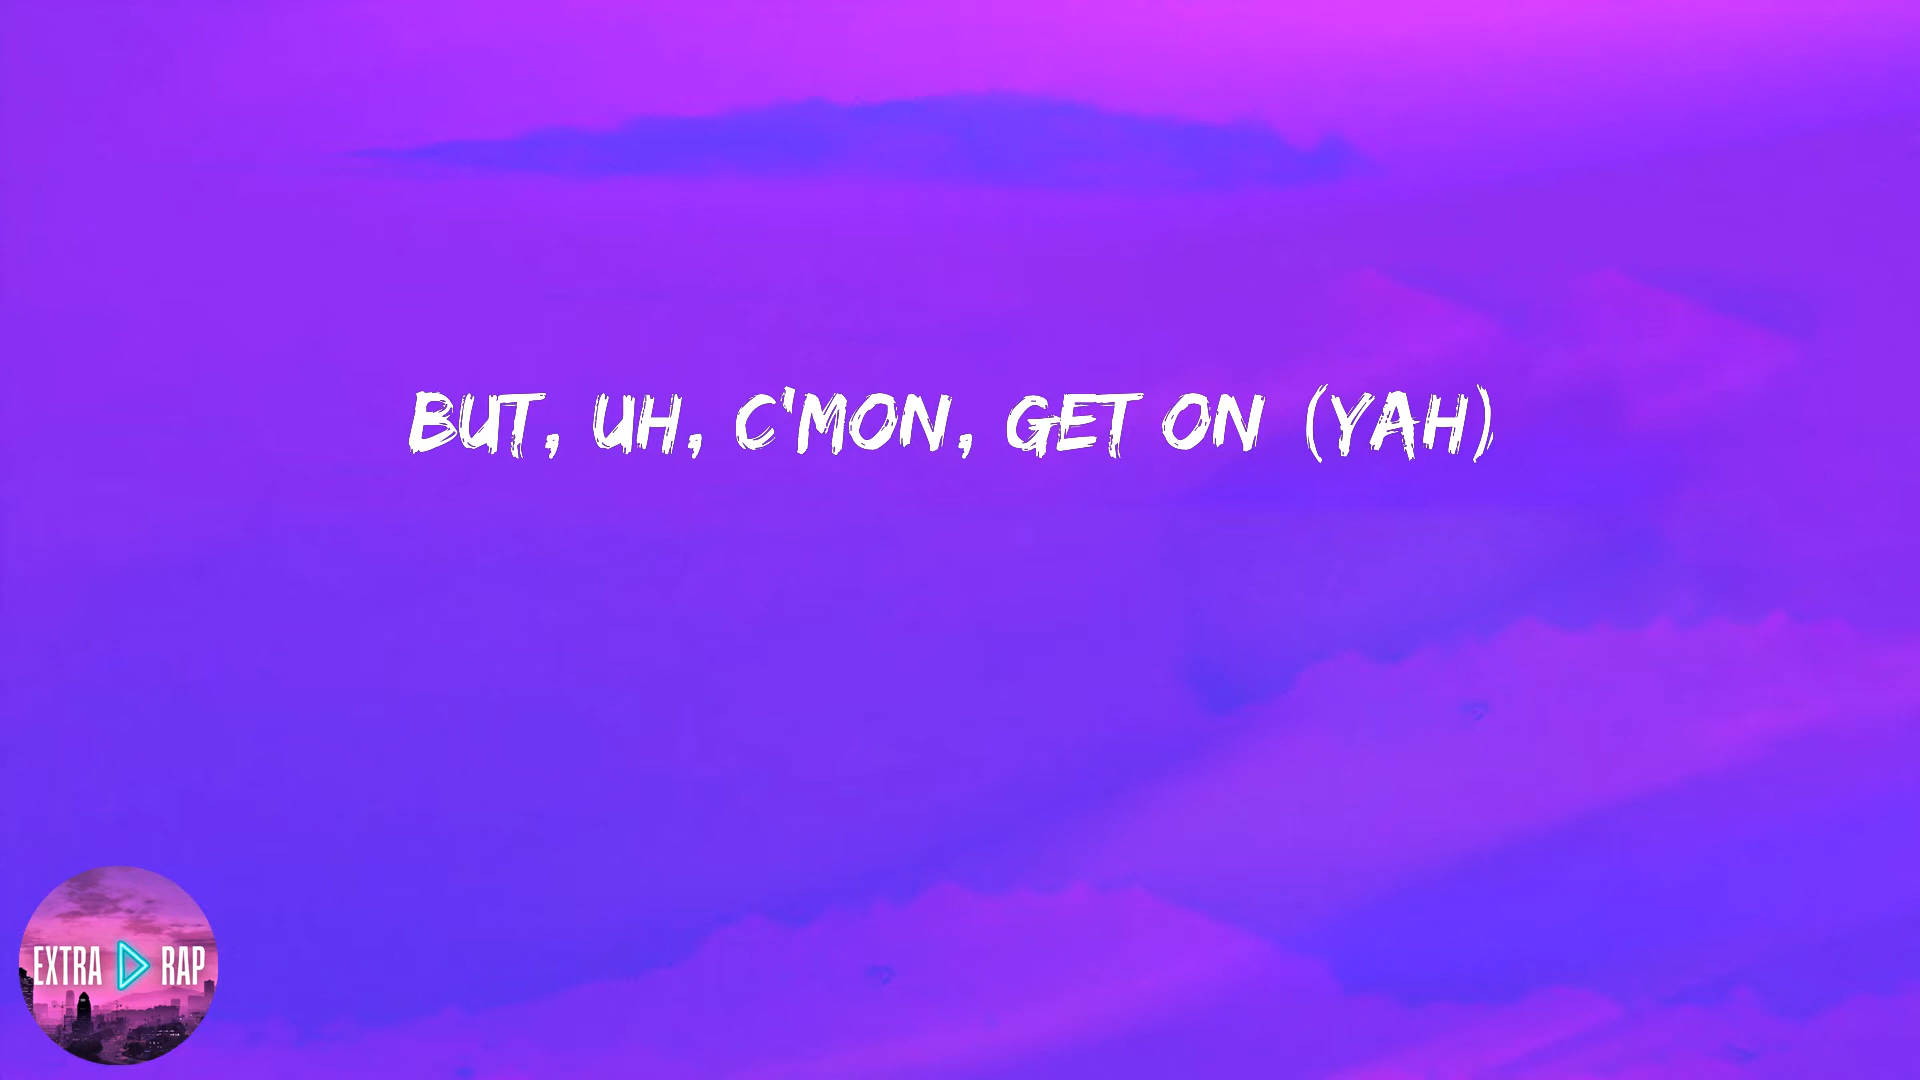 BUT, UH, C'MON, GET ON (YAH)
EXTRA RAP